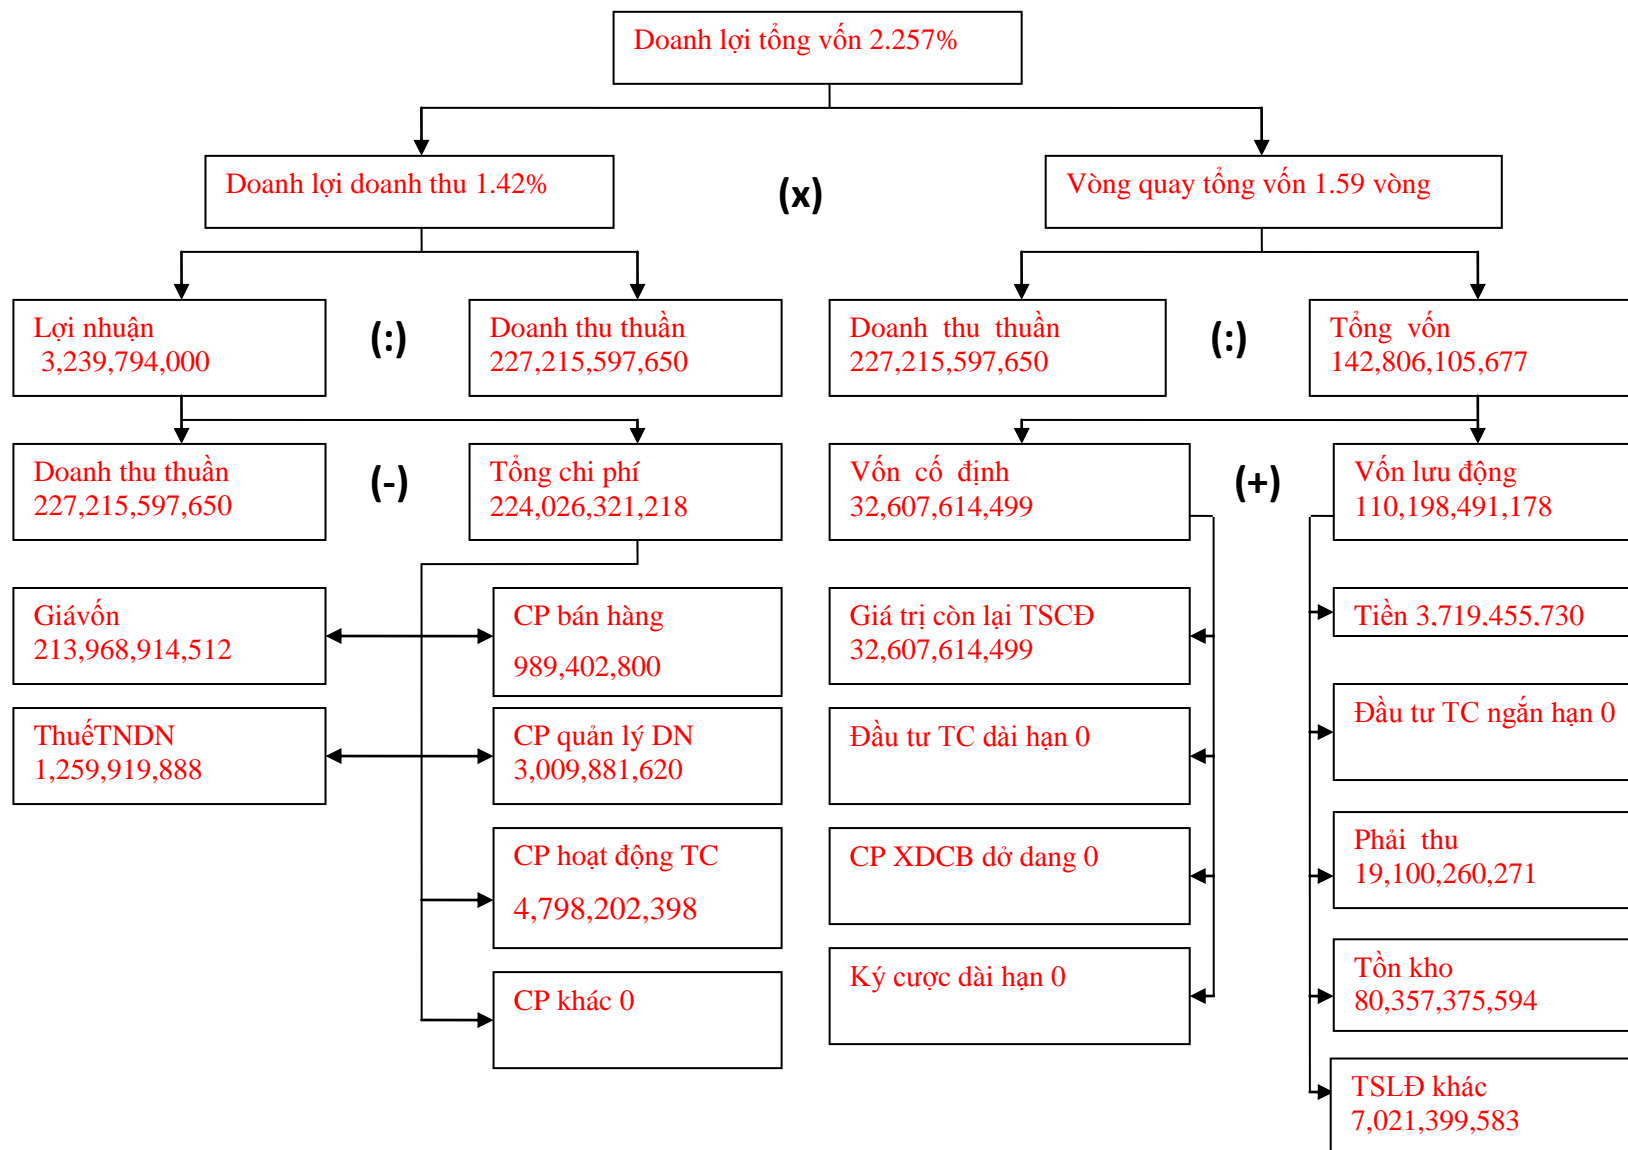 Doanh lợi tổng vốn 2.257%
Doanh lợi doanh thu 1.42%
(x)
Vòng quay tổng vốn 1.59 vòng
Lợi nhuận
3,239,794,000
(:)
Doanh thu thuần
227,215,597,650
Doanh thu thuần
227,215,597,650
(:)
Tổng vốn
142,806,105,677
Doanh thu thuần
227,215,597,650
(-)
Tổng chi phí
224,026,321,218
Vốn cố định
32,607,614,499
(+)
Vốn lưu động
110,198,491,178
Giávốn
213,968,914,512
CP bán hàng
989,402,800
Giá trị còn lại TSCĐ
32,607,614,499
Tiền 3,719,455,730
ThuếTNDN
1,259,919,888
CP quản lý DN
3,009,881,620
Đầu tư TC dài hạn 0
Đầu tư TC ngắn hạn 0
CP hoạt động TC
4,798,202,398
CP XDCB dở dang 0
Phải thu
19,100,260,271
CP khác 0
Ký cược dài hạn 0
Tồn kho
80,357,375,594
TSLĐ khác
7,021,399,583